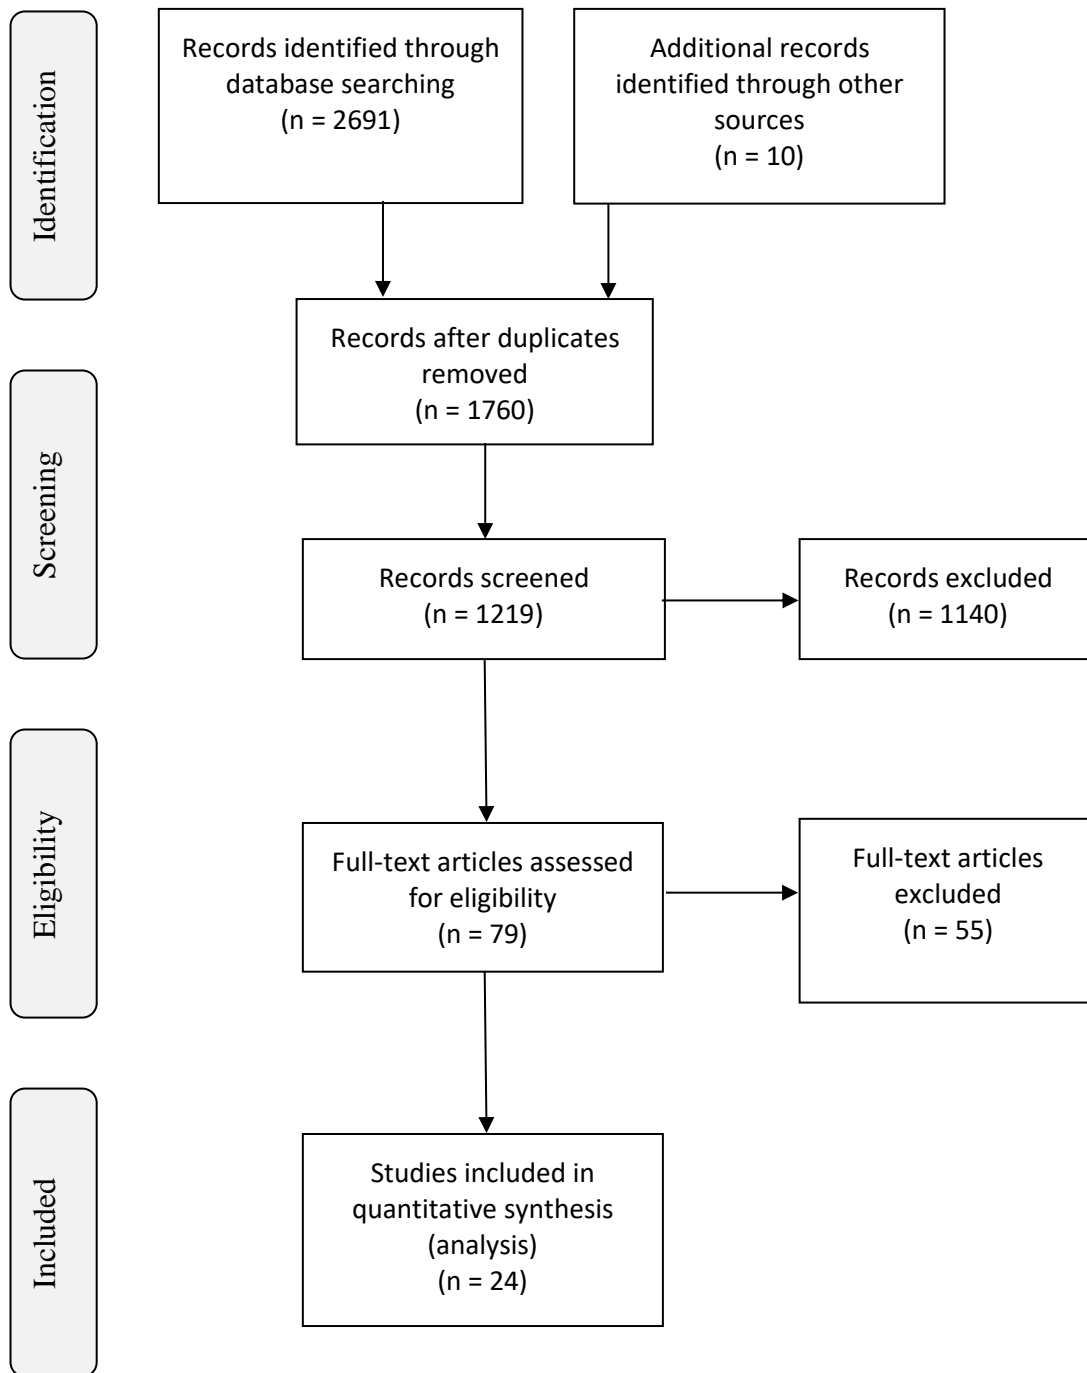 Identification
Records identified through
database searching
(n = 2691)
Additional records
identified through other
sources
(n = 10)
Records after duplicates
removed
(n = 1760)
Screening
Records screened
(n = 1219)
Records excluded
(n = 1140)
Eligibility
Full-text articles assessed
for eligibility
(n = 79)
Full-text articles
excluded
(n = 55)
Included
Studies included in
quantitative synthesis
(analysis)
(n = 24)